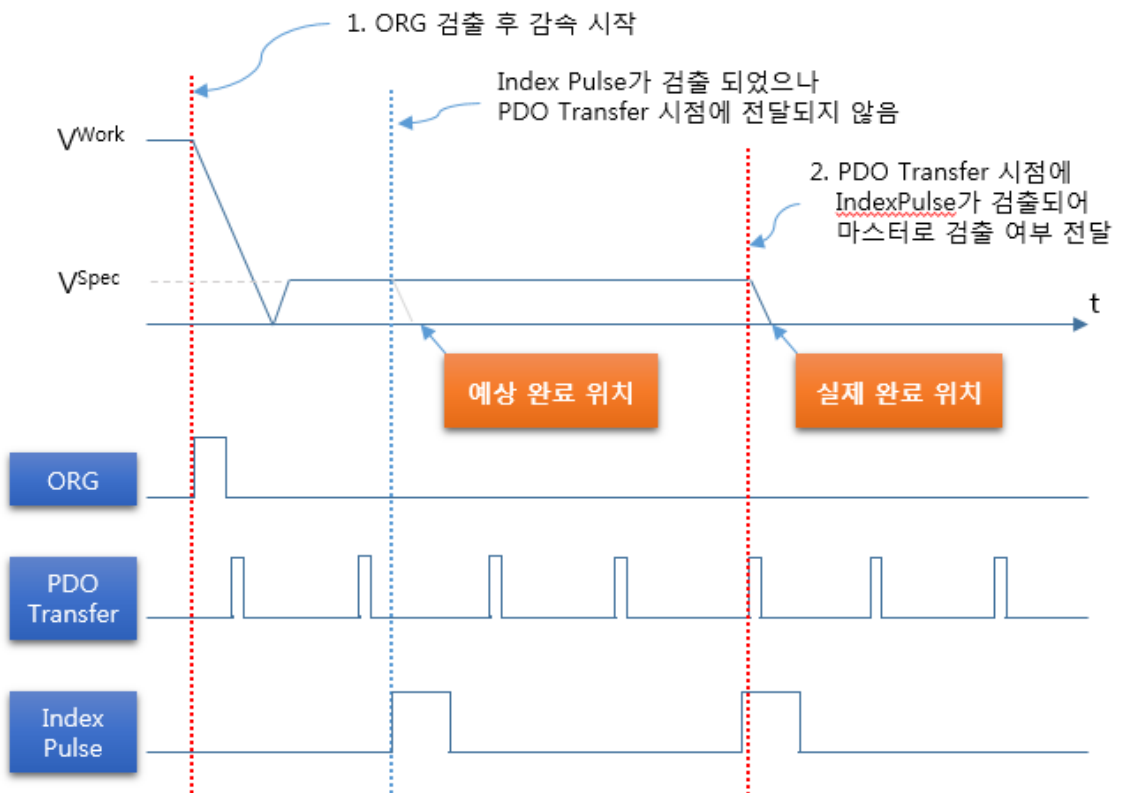 1. ORG 검출 후 감속 시작
Index Pulse가 검출 되었으나
PDO Transfer 시점에 전달되지 않음
VWork
2. PDO Transfer 시점에
IndexPulse가 검출되어
마스터로 검출 여부 전달
VSpec
t
예상 완료 위치
실제 완료 위치
ORG
PDO
Transfer
Index
Pulse